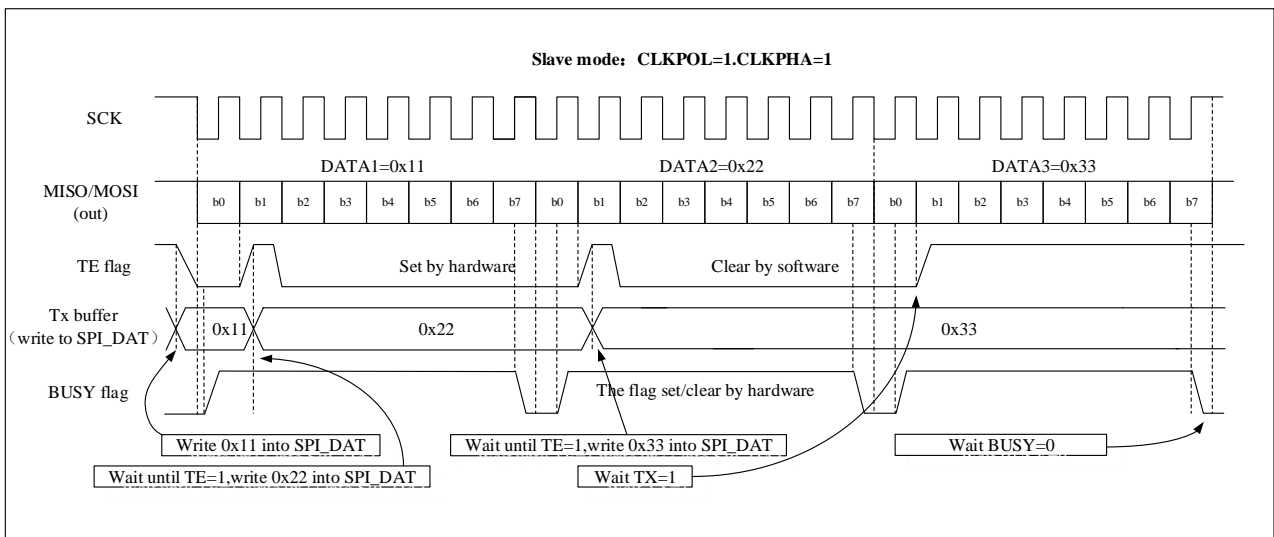 Slave mode：CLKPOL=1.CLKPHA=1
SCK
DATA1=0x11 DATA2=0x22 DATA3=0x33
MISO/MOSI
(out)
b0 b1 b2 b3 b4 b5 b6 b7 b0 b1 b2 b3 b4 b5 b6 b7 b0 b1 b2 b3 b4 b5 b6 b7
TE flag
Set by hardware
Clear by software
Tx buffer
（write to SPI_DAT）
0x11 0x22 0x33
BUSY flag
The flag set/clear by hardware
Write 0x11 into SPI_DAT
Wait until TE=1,write 0x33 into SPI_DAT
Wait BUSY=0
Wait until TE=1,write 0x22 into SPI_DAT
Wait TX=1